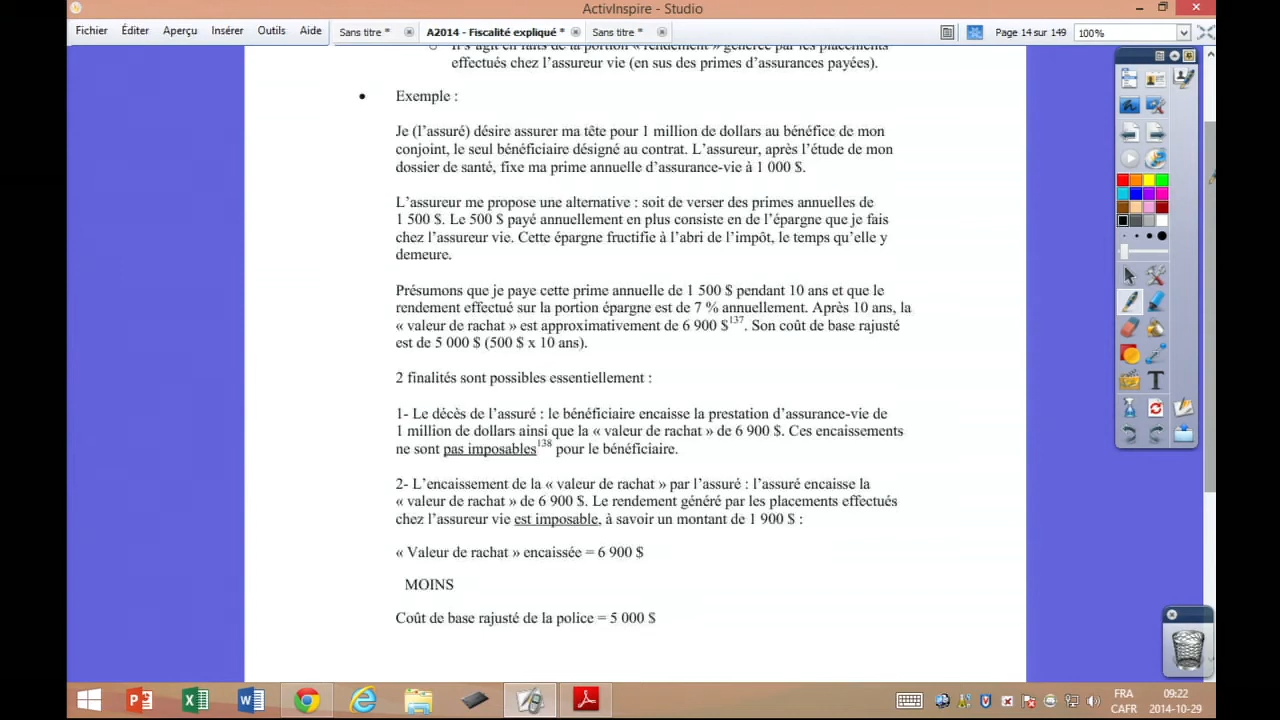 ActivInspire - Studio
Fichier Éditer Aperçu Insérer Outils Aide
Sans titre * A2014 - Fiscalité expliqué * Sans titre *
Page 14 sur 149 100%
Il s'agit en faits de la portion « rendement » générée par les placements
effectués chez l'assureur vie (en sus des primes d'assurances payées).
• Exemple :
Je (l'assuré) désire assurer ma tête pour 1 million de dollars au bénéfice de mon
conjoint, le seul bénéficiaire désigné au contrat. L'assureur, après l'étude de mon
dossier de santé, fixe ma prime annuelle d'assurance-vie à 1 000 $.
L'assureur me propose une alternative : soit de verser des primes annuelles de
1 500 $. Le 500 $ payé annuellement en plus consiste en de l'épargne que je fais
chez l'assureur vie. Cette épargne fructifie à l'abri de l'impôt, le temps qu'elle y
demeure.
Présumons que je paye cette prime annuelle de 1 500 $ pendant 10 ans et que le
rendement effectué sur la portion épargne est de 7 % annuellement. Après 10 ans, la
« valeur de rachat » est approximativement de 6 900 $137. Son coût de base rajusté
est de 5 000 $ (500 $ x 10 ans).
2 finalités sont possibles essentiellement :
1- Le décès de l'assuré : le bénéficiaire encaisse la prestation d'assurance-vie de
1 million de dollars ainsi que la « valeur de rachat » de 6 900 $. Ces encaissements
ne sont pas imposables138 pour le bénéficiaire.
2- L'encaissement de la « valeur de rachat » par l'assuré : l'assuré encaisse la
« valeur de rachat » de 6 900 $. Le rendement généré par les placements effectués
chez l'assureur vie est imposable, à savoir un montant de 1 900 $ :
« Valeur de rachat » encaissée = 6 900 $
MOINS
Coût de base rajusté de la police = 5 000 $
FRA 09:22
CAFR 2014-10-29